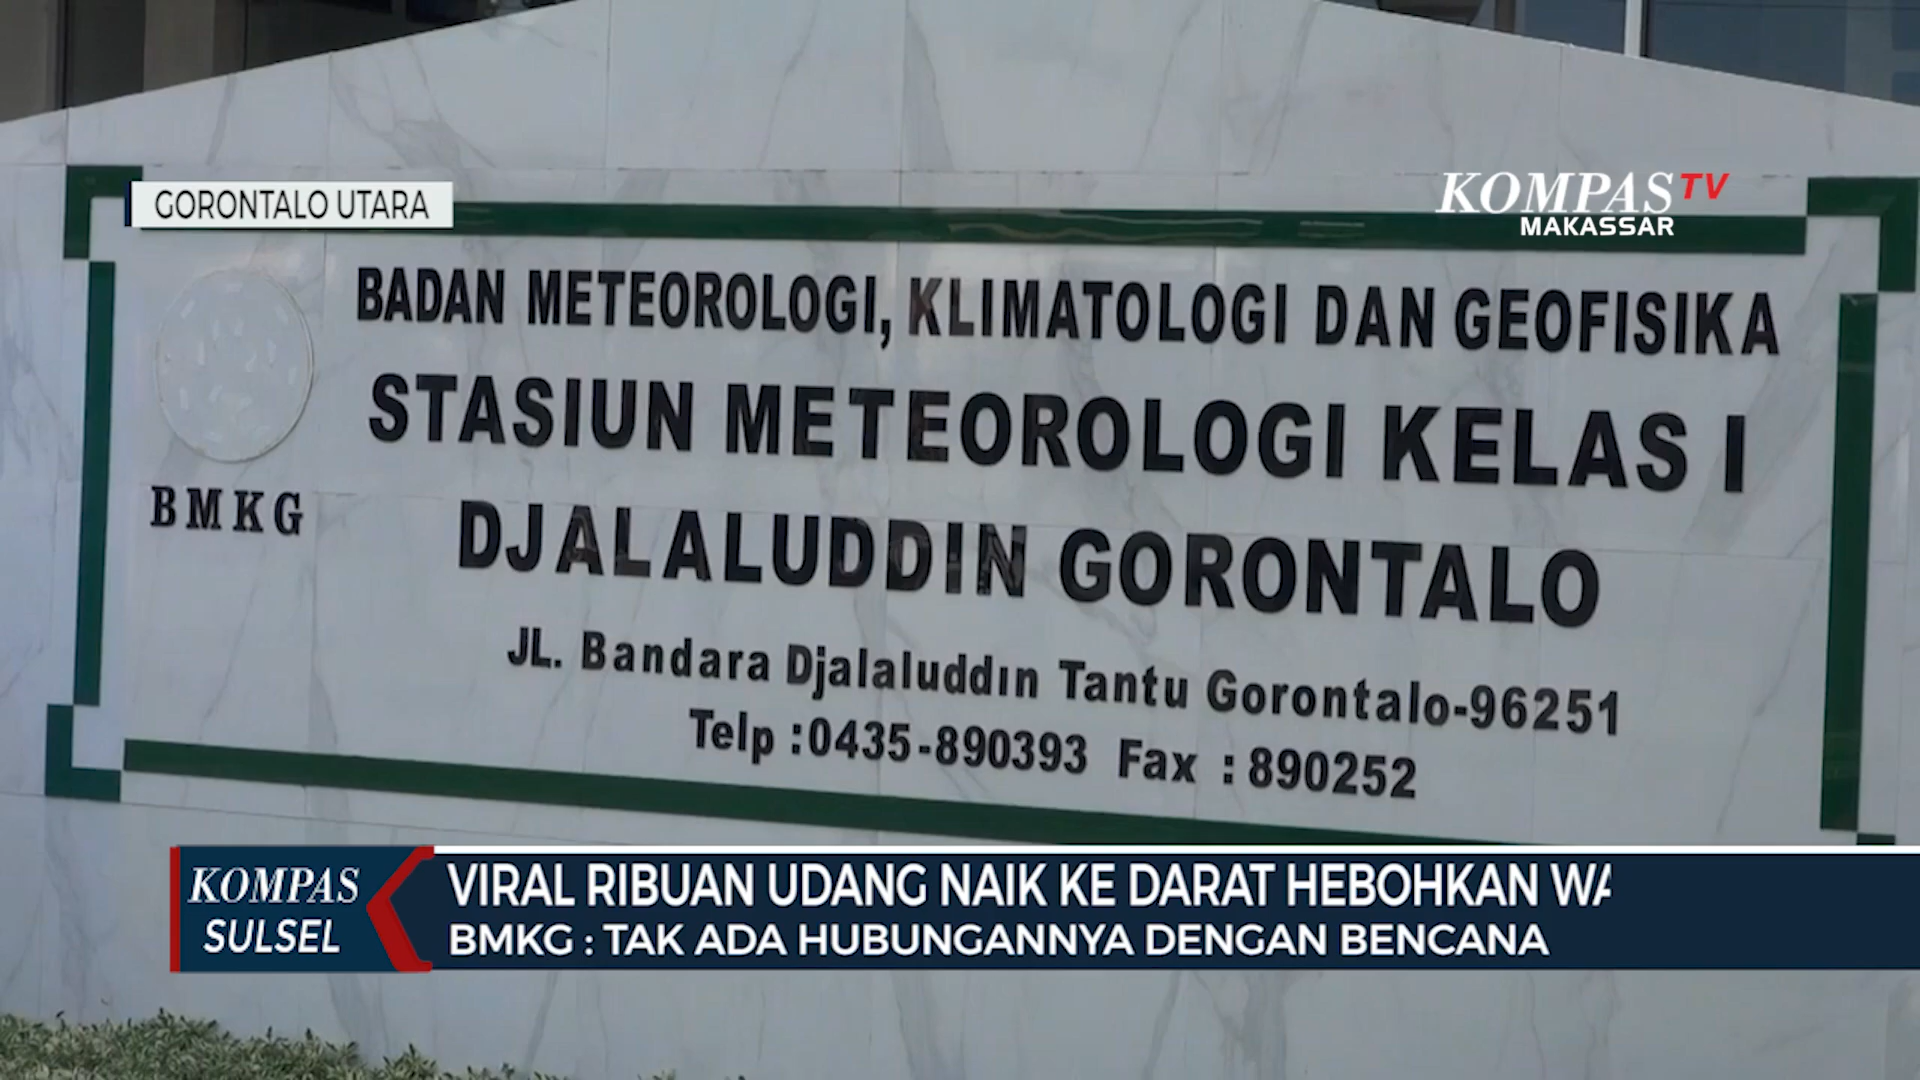 GORONTALO UTARA
KOMPAS TV
MAKASSAR
BADAN METEOROLOGI, KLIMATOLOGI DAN GEOFISIKA
STASIUN METEOROLOGI KELAS I
DJALALUDDIN GORONTALO
BMKG
JL. Bandara Djalaluddin Tantu Gorontalo-96251
Telp :0435-890393 Fax : 890252
KOMPAS
SULSEL
VIRAL RIBUAN UDANG NAIK KE DARAT HEBOHKAN
BMKG : TAK ADA HUBUNGANNYA DENGAN BENCANA